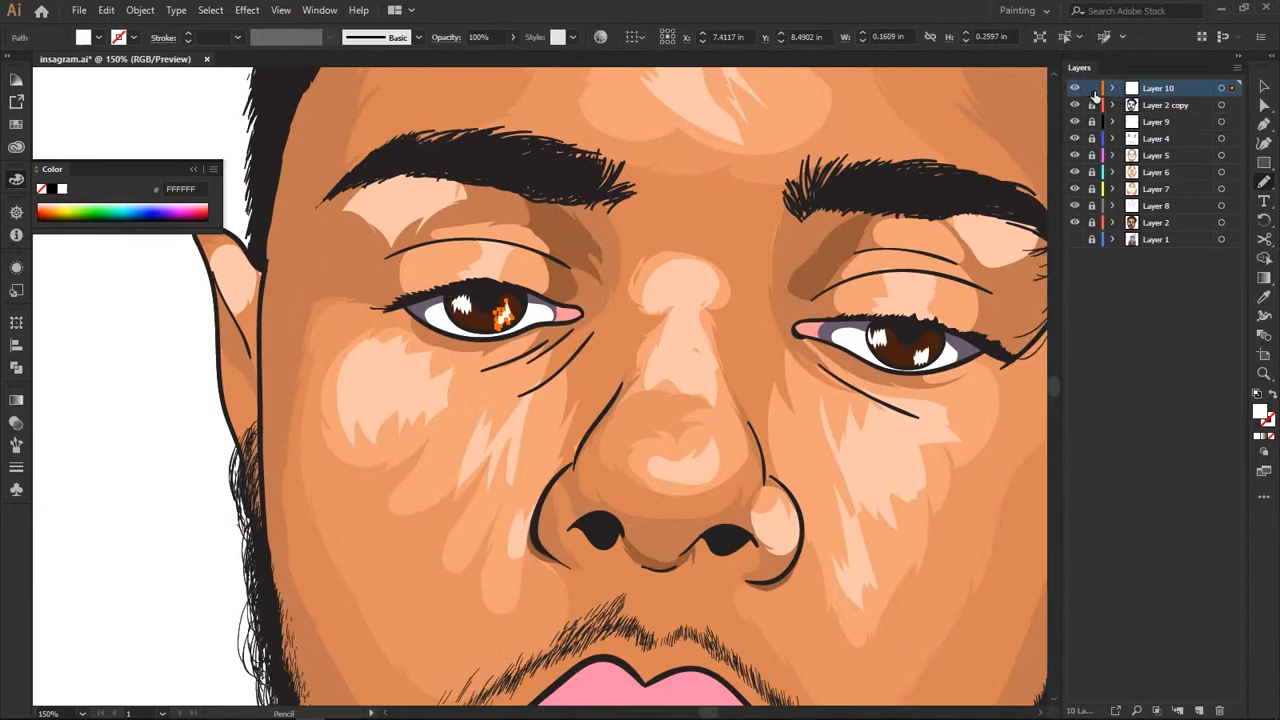 Ai File Edit Object Type Select Effect View Window Help Painting Search Adobe Stock
Path Stroke: Basic Opacity: 100% Style: X: 7.4117 in Y: 8.4902 in W: 0.1609 in H: 0.2597 in
insagram.ai* @ 150% (RGB/Preview) ×
Layers
Layer 10
Layer 2 copy
Layer 9
Layer 4
Layer 5
Layer 6
Layer 7
Layer 8
Layer 2
Layer 1
Color
# FFFFFF
150% 1 Pencil 10 La...